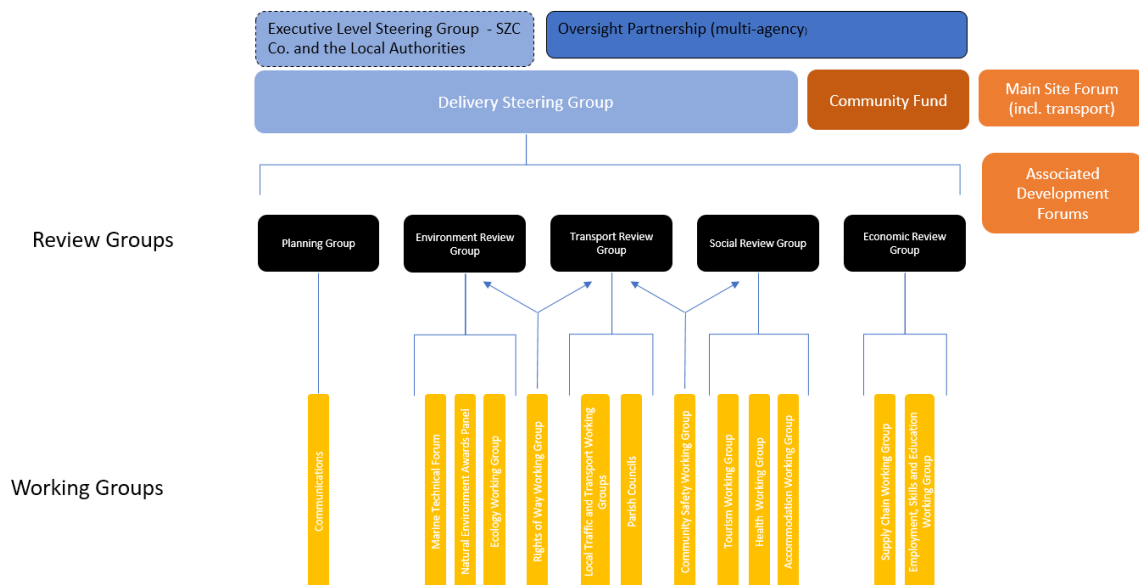 Executive Level Steering Group - SZC
Co. and the Local Authorities
Oversight Partnership (multi-agency)
Delivery Steering Group
Community Fund
Main Site Forum
(incl. transport)
Associated
Development
Forums
Review Groups
Planning Group
Environment Review
Group
Transport Review
Group
Social Review Group
Economic Review
Group
Working Groups
Communications
Marine Technical Forum
Natural Environment Awards Panel
Ecology Working Group
Rights of Way Working Group
Local Traffic and Transport Working
Groups
Parish Councils
Community Safety Working Group
Tourism Working Group
Health Working Group
Accommodation Working Group
Supply Chain Working Group
Employment, Skills and Education
Working Group